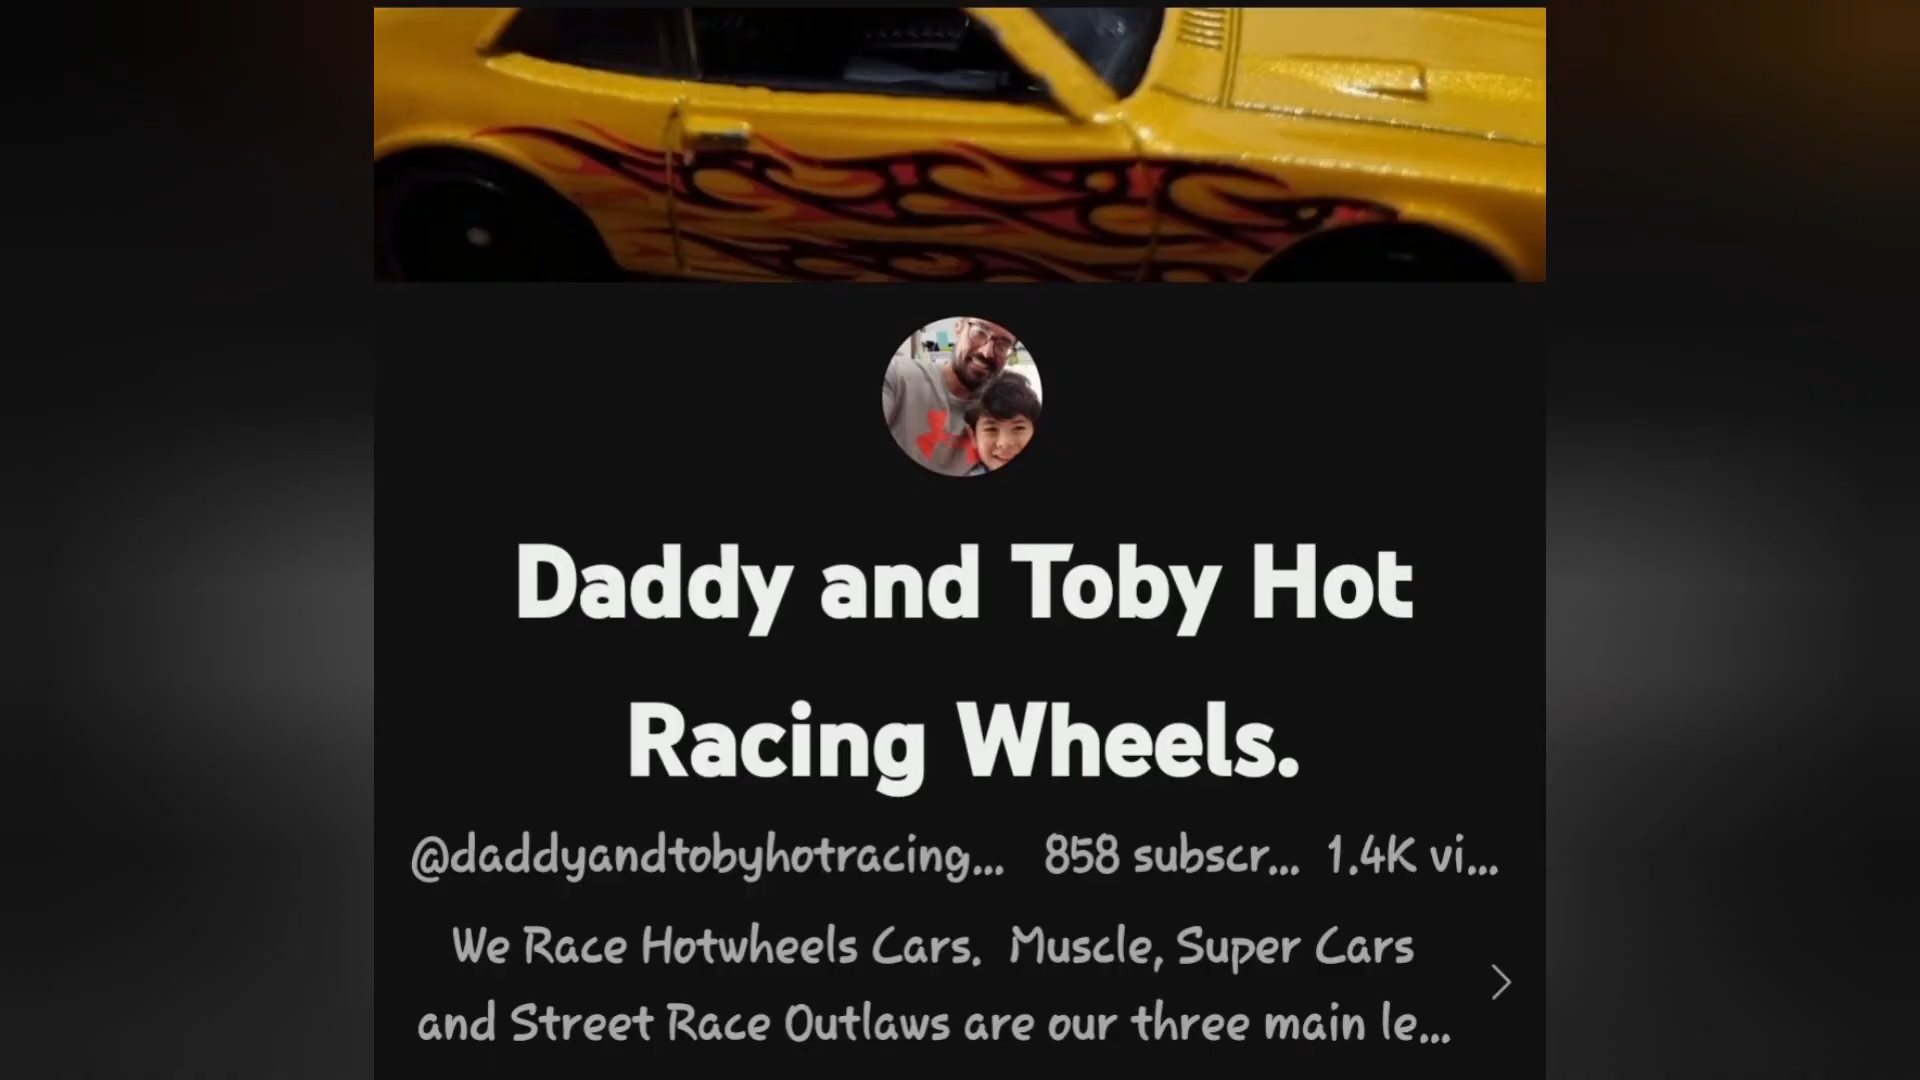 Daddy and Toby Hot
Racing Wheels.
@daddyandtobyhotracing... 858 subscr... 1.4K vi...
We Race Hotwheels Cars. Muscle, Super Cars
and Street Race Outlaws are our three main le...